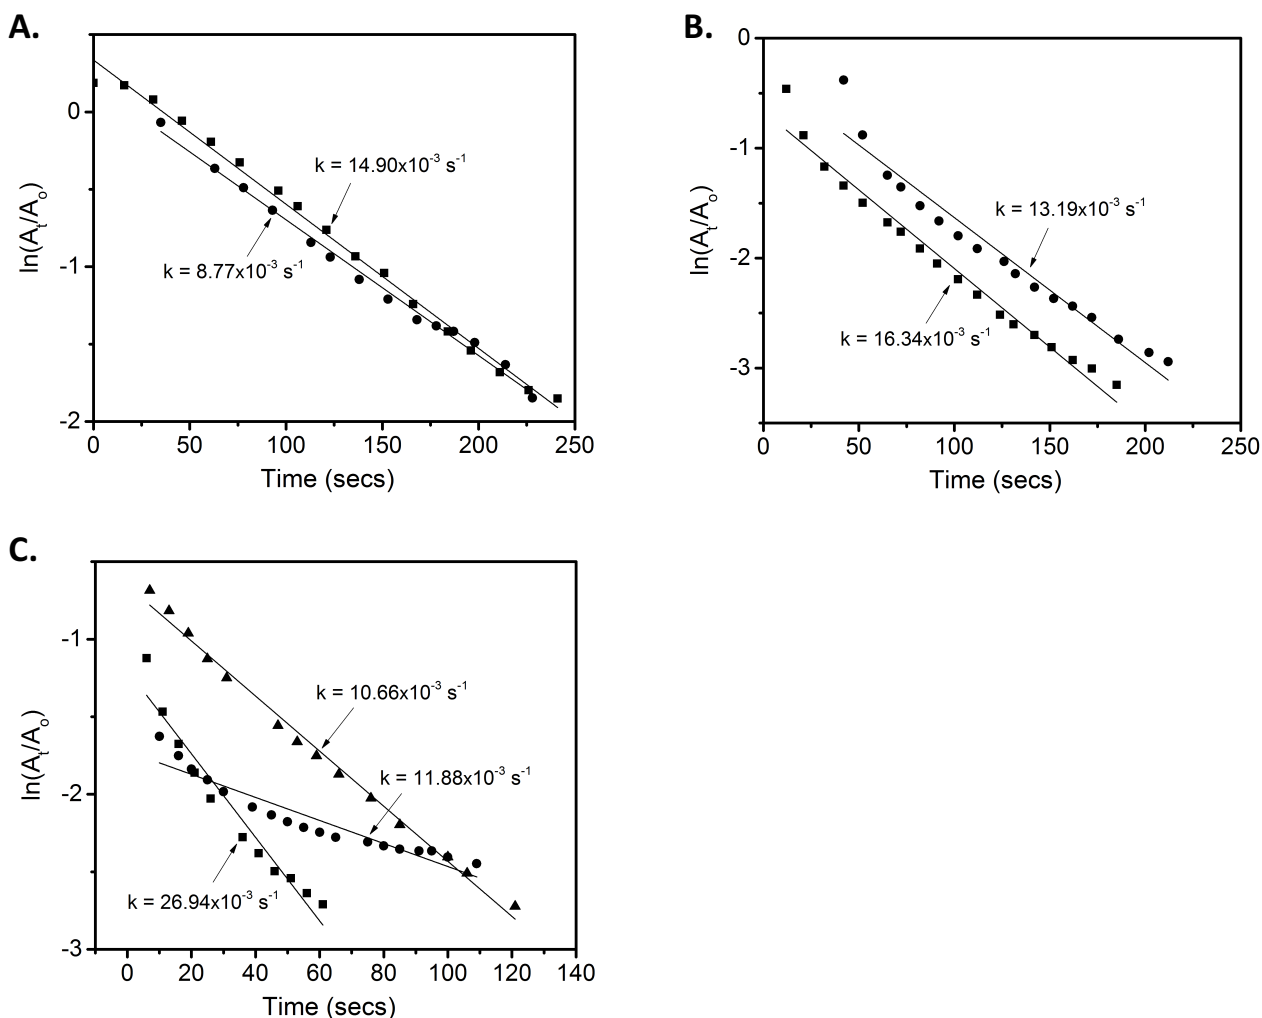 A.
0
-1
-2
ln(Aₜ/Aₒ)
k = 14.90x10⁻³ s⁻¹
k = 8.77x10⁻³ s⁻¹
0 50 100 150 200 250
Time (secs)
B.
0
-1
-2
-3
ln(Aₜ/Aₒ)
k = 13.19x10⁻³ s⁻¹
k = 16.34x10⁻³ s⁻¹
0 50 100 150 200 250
Time (secs)
C.
-1
-2
-3
ln(Aₜ/Aₒ)
k = 10.66x10⁻³ s⁻¹
k = 11.88x10⁻³ s⁻¹
k = 26.94x10⁻³ s⁻¹
0 20 40 60 80 100 120 140
Time (secs)